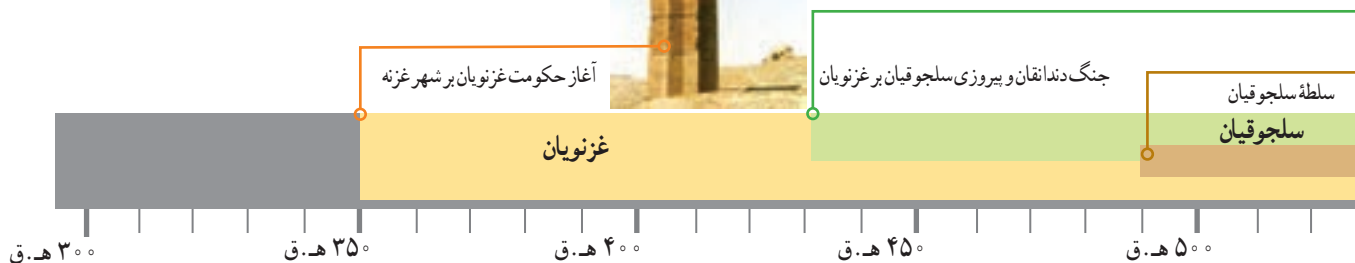 آغاز حکومت غزنویان بر شهر غزنه
جنگ دندانقان و پیروزی سلجوقیان بر غزنویان
سلطهٔ سلجوقیان
غزنویان
سلجوقیان
۳۰۰ هـ.ق
۳۵۰ هـ.ق
۴۰۰ هـ.ق
۴۵۰ هـ.ق
۵۰۰ هـ.ق